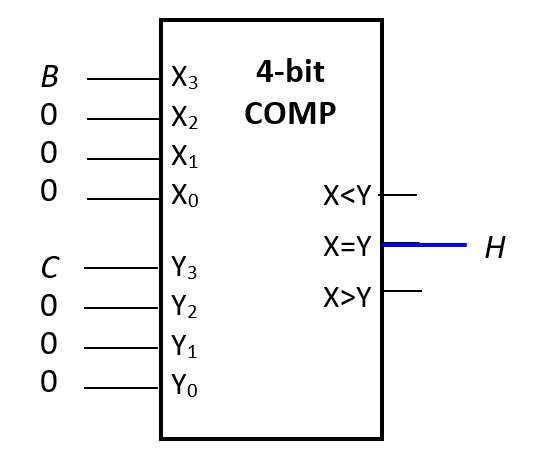 B X₃ 4-bit
0 X₂ COMP
0 X₁
0 X₀ X<Y
X=Y H
C Y₃
0 Y₂ X>Y
0 Y₁
0 Y₀